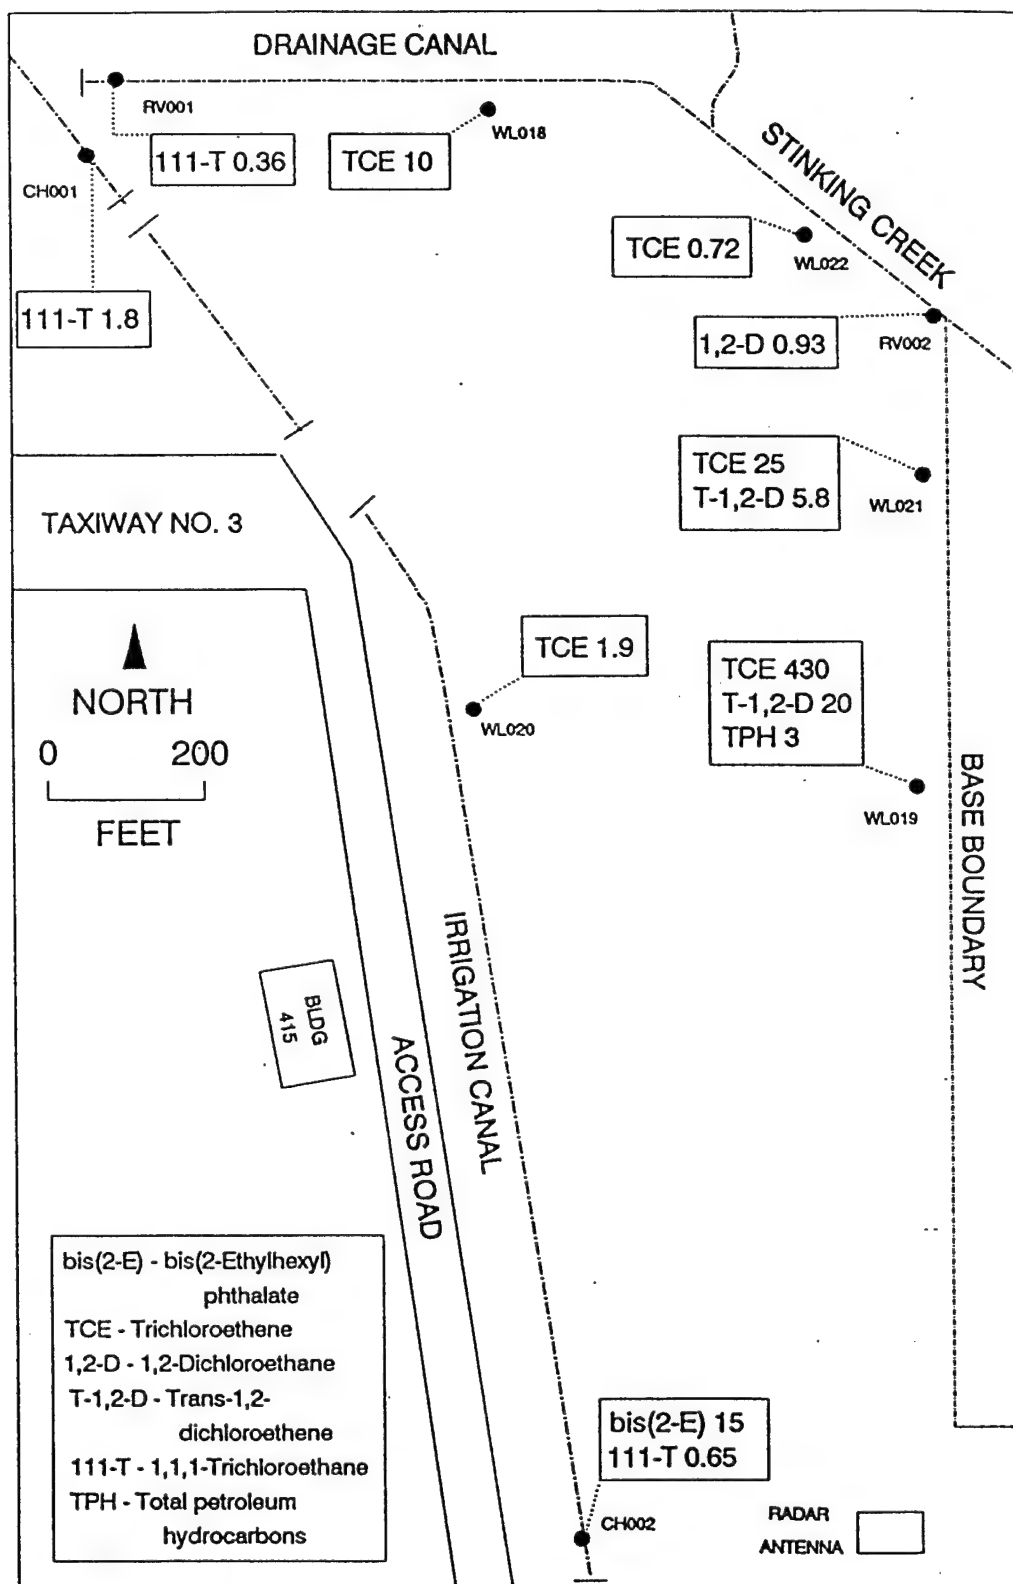 DRAINAGE CANAL
RV001
WL018
111-T 0.36
TCE 10
CH001
STINKING CREEK
TCE 0.72
WL022
111-T 1.8
1,2-D 0.93
RV002
TCE 25
T-1,2-D 5.8
WL021
TAXIWAY NO. 3
TCE 1.9
TCE 430
T-1,2-D 20
TPH 3
NORTH
WL020
0 200
FEET
WL019
BASE BOUNDARY
IRRIGATION CANAL
BLDG
415
ACCESS ROAD
bis(2-E) - bis(2-Ethylhexyl)
phthalate
TCE - Trichloroethene
1,2-D - 1,2-Dichloroethane
T-1,2-D - Trans-1,2-
dichloroethene
111-T - 1,1,1-Trichloroethane
TPH - Total petroleum
hydrocarbons
bis(2-E) 15
111-T 0.65
CH002
RADAR
ANTENNA